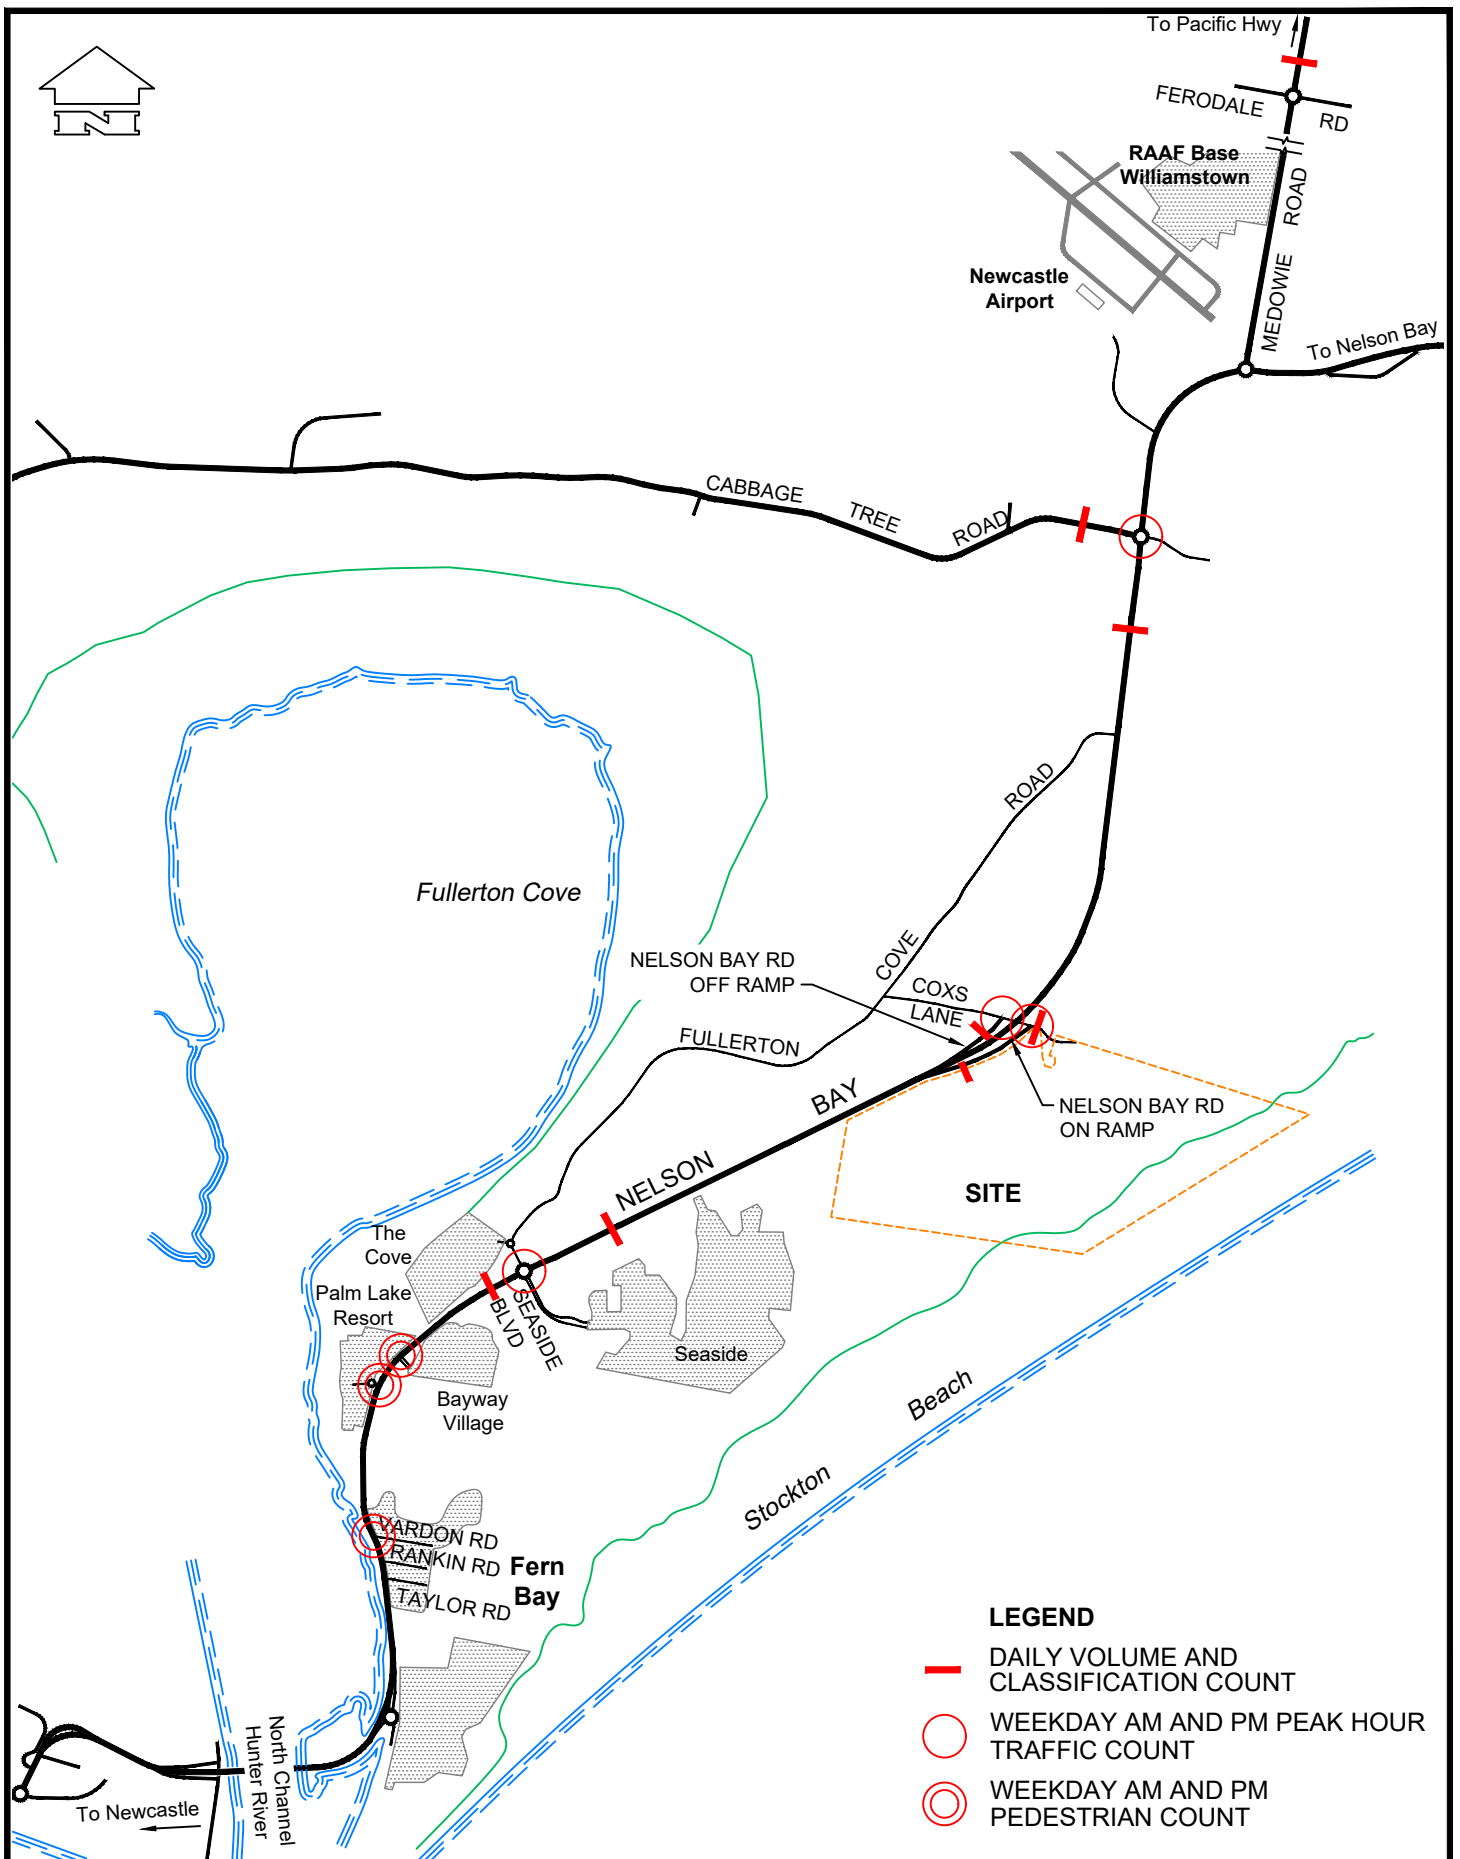 To Pacific Hwy
FERODALE
RD
N
RAAF Base
Williamstown
ROAD
Newcastle
Airport
MEDOWIE
To Nelson Bay
CABBAGE
TREE
ROAD
ROAD
Fullerton Cove
COVE
NELSON BAY RD
OFF RAMP
COXS
LANE
FULLERTON
BAY
NELSON BAY RD
ON RAMP
NELSON
SITE
The
Cove
Palm Lake
Resort
SEASIDE
BLVD
Seaside
Bayway
Village
Beach
Stockton
VARDON RD
RANKIN RD
Fern
Bay
TAYLOR RD
LEGEND
DAILY VOLUME AND
CLASSIFICATION COUNT
WEEKDAY AM AND PM PEAK HOUR
TRAFFIC COUNT
WEEKDAY AM AND PM
PEDESTRIAN COUNT
North Channel
Hunter River
To Newcastle